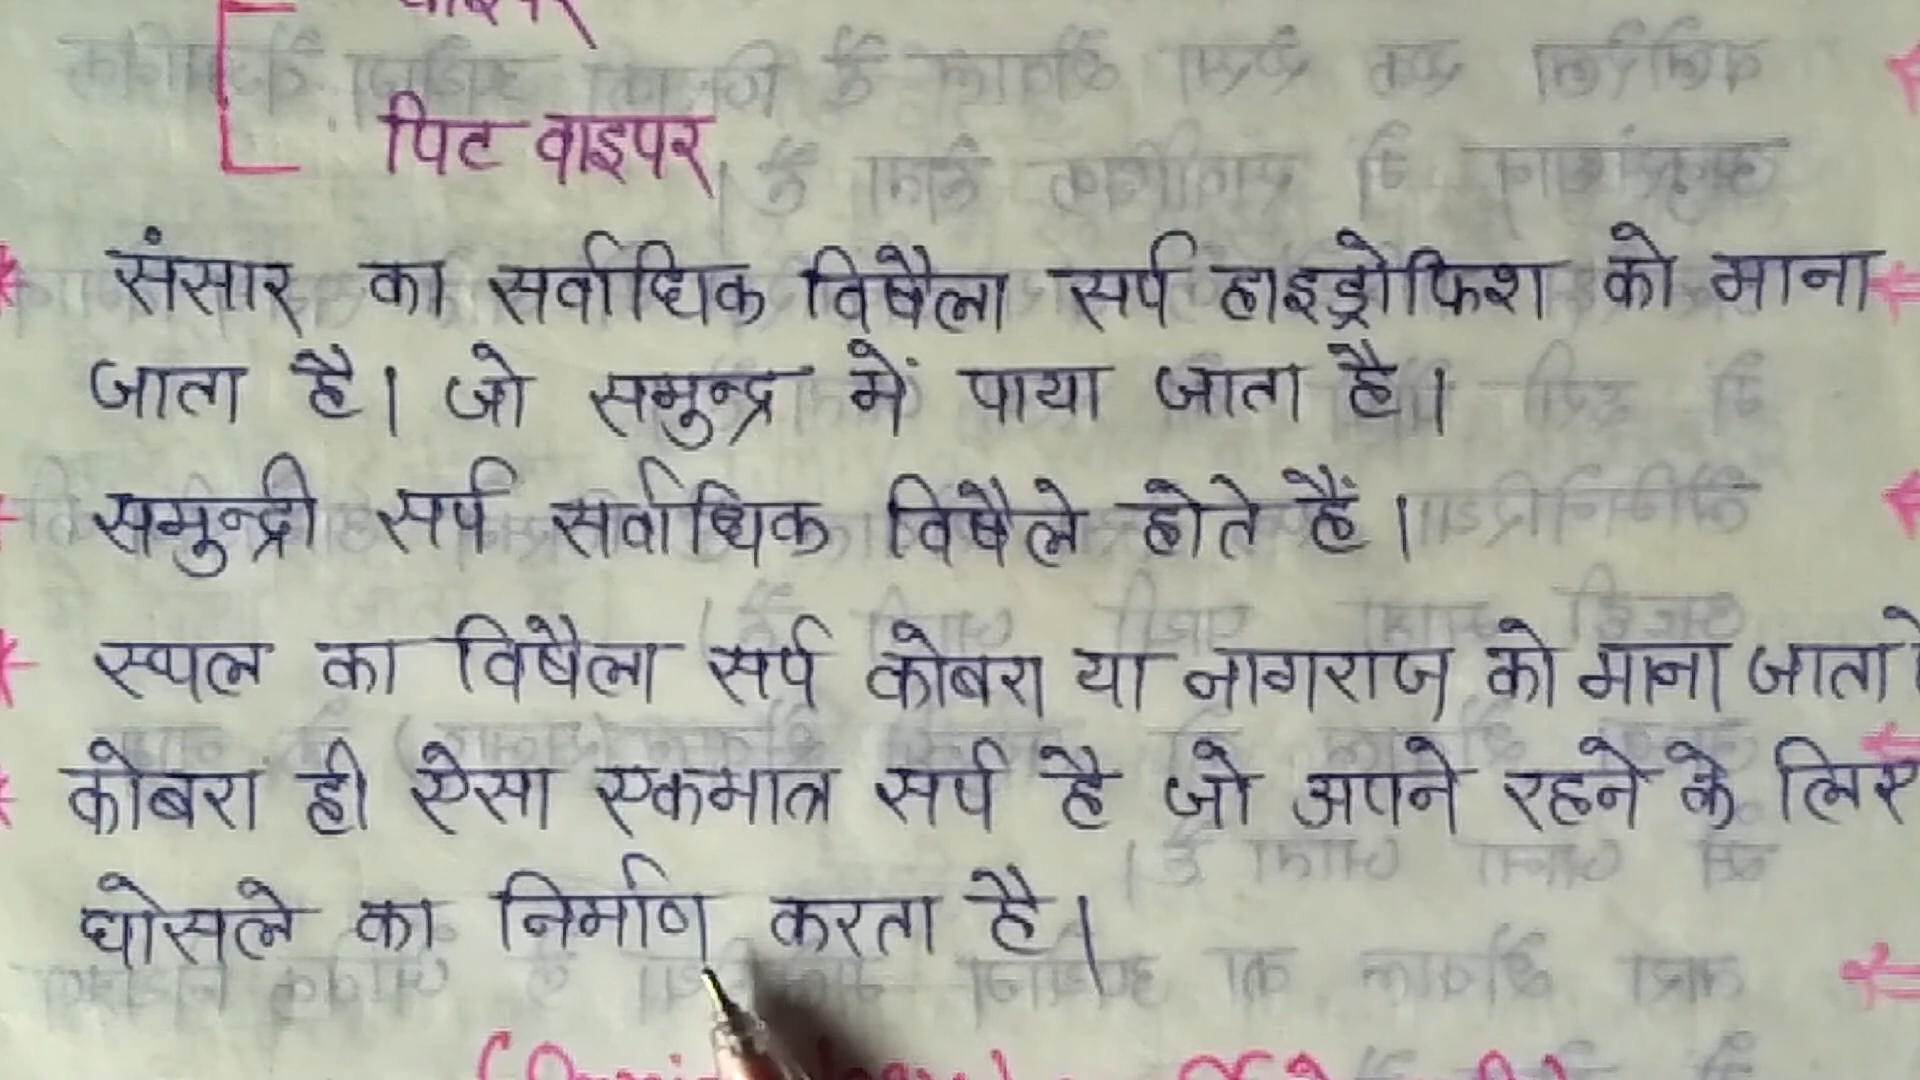 वाइपर
पिट वाइपर
संसार का सर्वाधिक विषैला सर्प हाइड्रोफिश को माना
जाता है। जो समुन्द्र में पाया जाता है।
समुन्द्री सर्प सर्वाधिक विषैले होते हैं।
स्थल का विषैला सर्प कोबरा या नागराज को माना जाता
कोबरा ही ऐसा एकमात्र सर्प है जो अपने रहने के लिए
घोसले का निर्माण करता है।